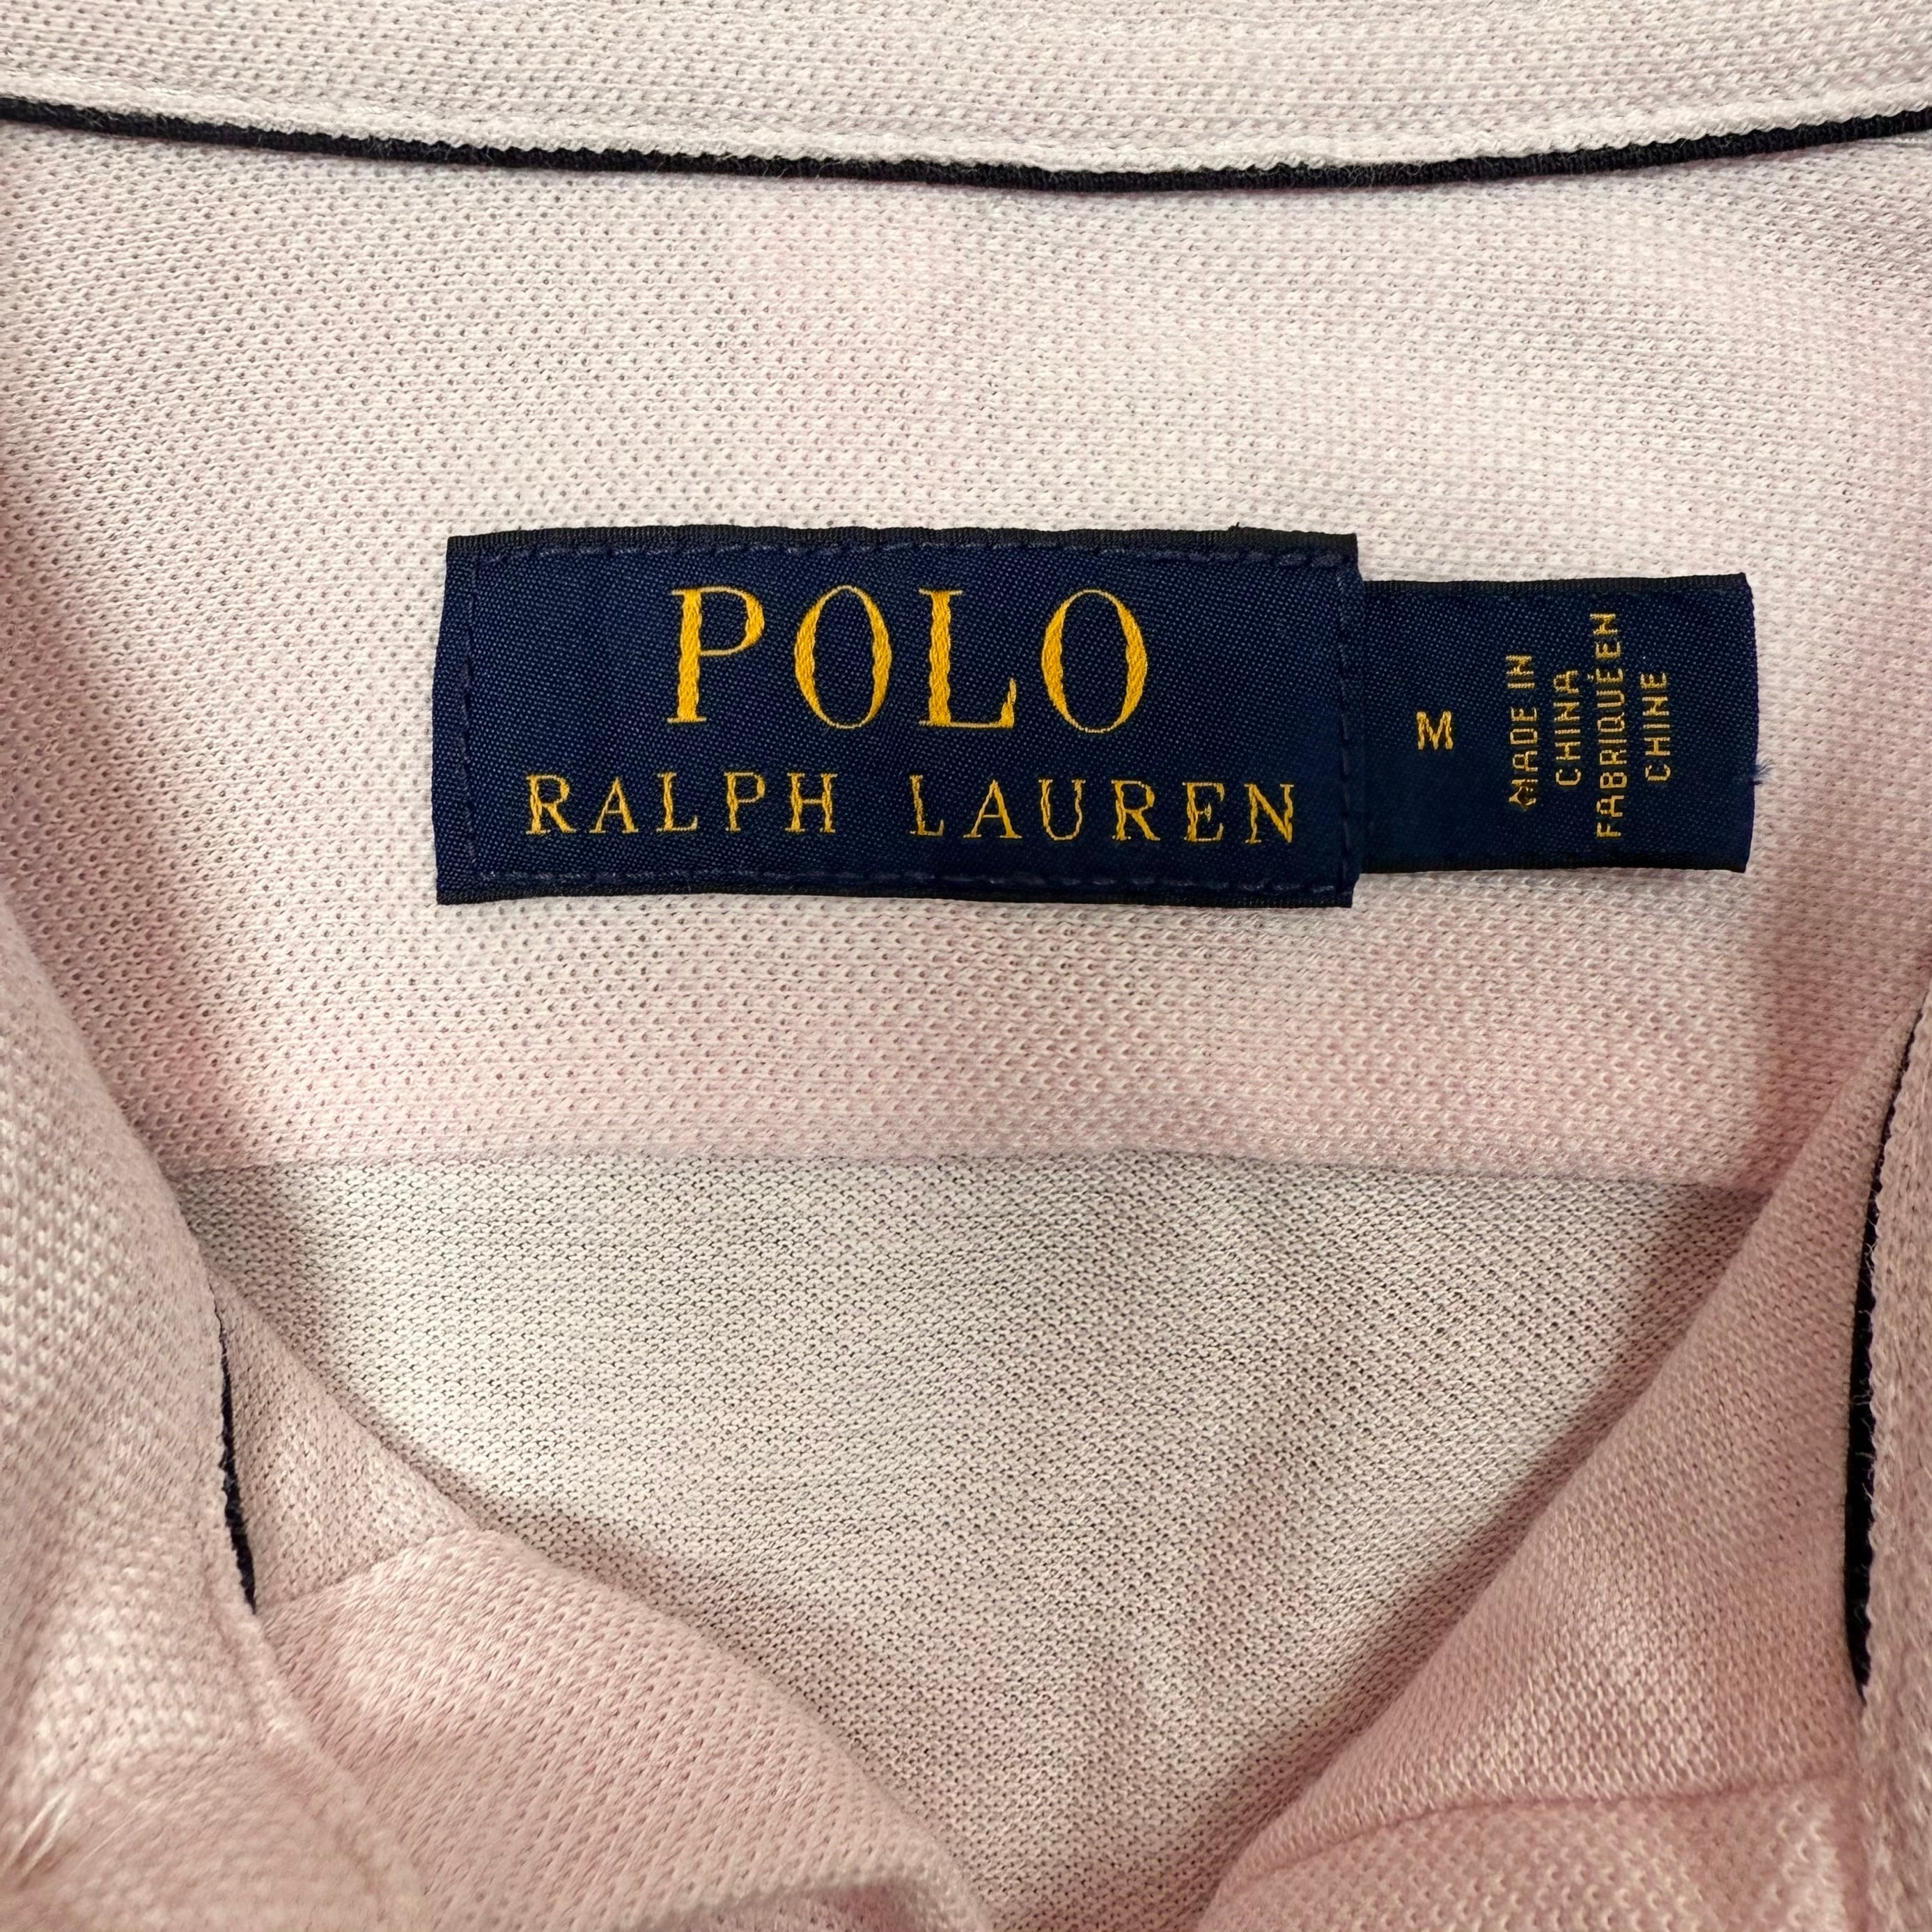 POLO
RALPH LAUREN
M
MADE IN
CHINA
FABRIQUÉ EN
CHINE